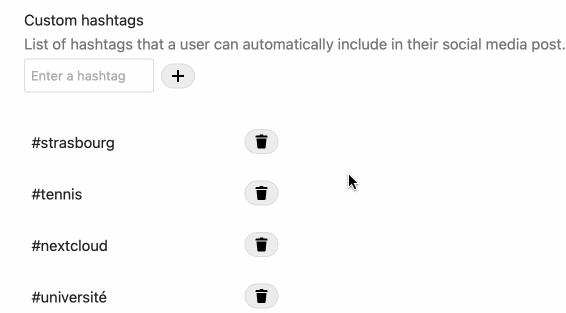 Custom hashtags
List of hashtags that a user can automatically include in their social media post.
Enter a hashtag
#strasbourg
#tennis
#nextcloud
#université